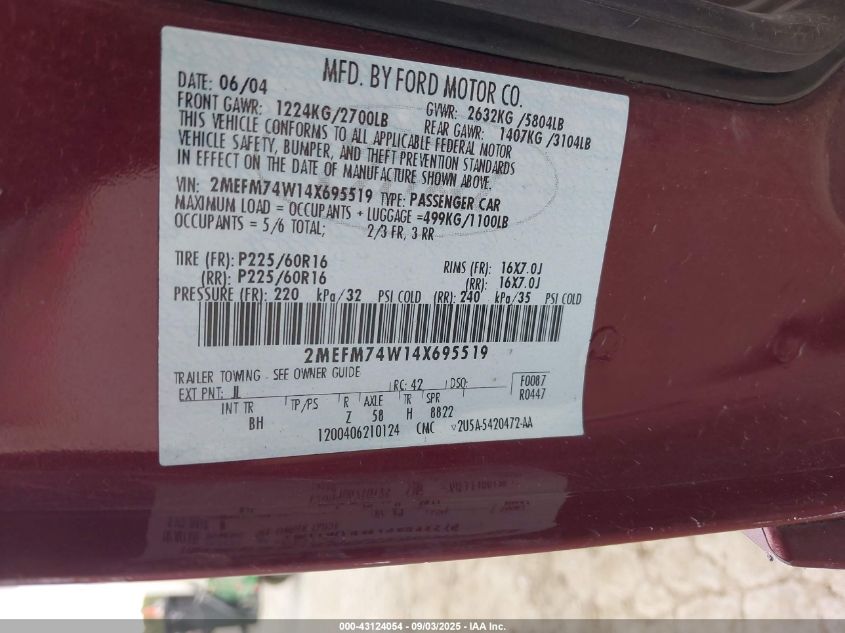 MFD. BY FORD MOTOR CO.
DATE: 06/04 GVWR: 2632KG/5804LB
FRONT GAWR: 1224KG/2700LB REAR GAWR: 1407KG/3104LB
THIS VEHICLE CONFORMS TO ALL APPLICABLE FEDERAL MOTOR
VEHICLE SAFETY, BUMPER, AND THEFT PREVENTION STANDARDS
IN EFFECT ON THE DATE OF MANUFACTURE SHOWN ABOVE.
VIN: 2MEFM74W14X695519 TYPE: PASSENGER CAR
MAXIMUM LOAD = OCCUPANTS + LUGGAGE =499KG/1100LB
OCCUPANTS = 5/6 TOTAL; 2/3 FR, 3 RR
TIRE (FR): P225/60R16 RIMS (FR): 16X7.0J
(RR): P225/60R16 (RR): 16X7.0J
PRESSURE (FR): 220 kPa/32 PSI COLD (RR): 240 kPa/35 PSI COLD
2MEFM74W14X695519
TRAILER TOWING - SEE OWNER GUIDE
EXT PNT: JL RC: 42 DSO: F0087
R0447
INT TR TP/PS R AXLE TR SPR
BH Z 58 H 8822
1200406210124 CMC 2U5A-5420472-AA
000-43124054 - 09/03/2025 - IAA Inc.